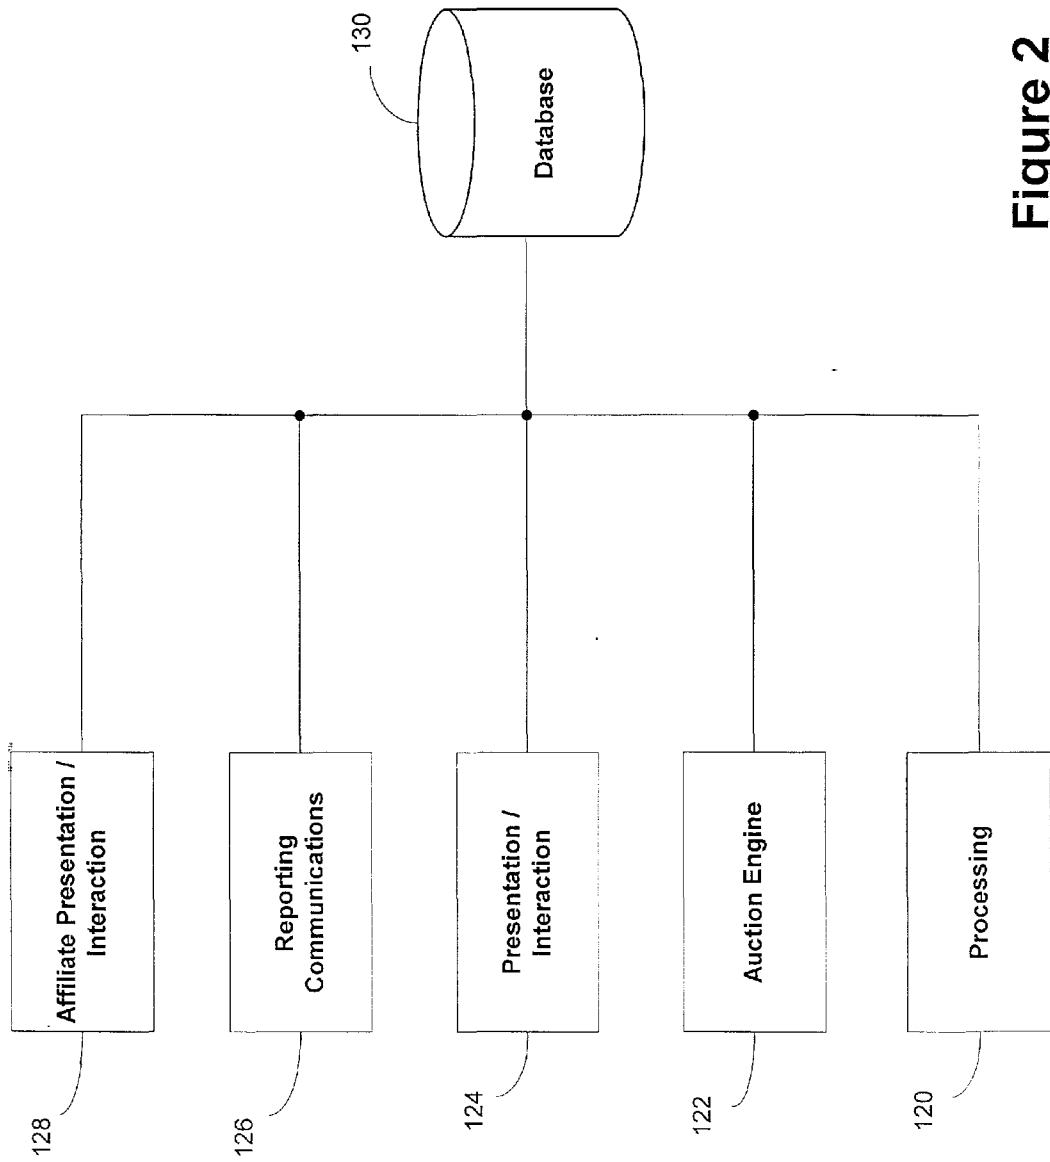 128
Affiliate Presentation /
Interaction
126
Reporting
Communications
124
Presentation /
Interaction
122
Auction Engine
120
Processing
130
Database
Figure 2